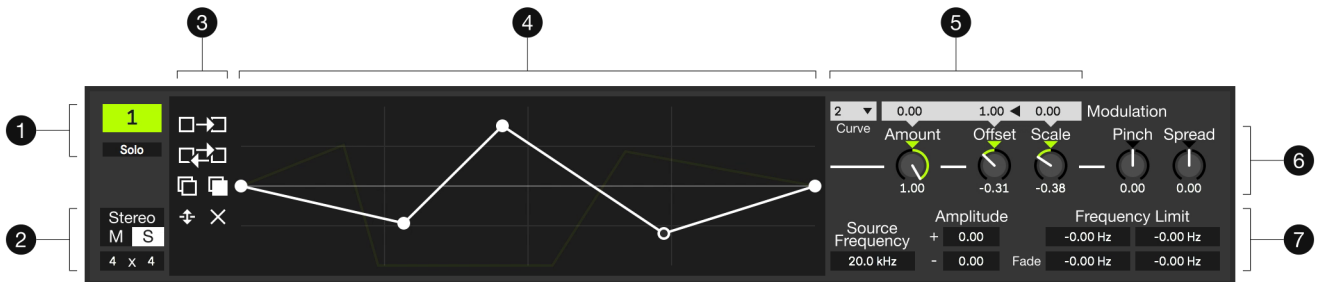 3 4 5
1
2 0.00 1.00 0.00 Modulation
Curve Amount Offset Scale Pinch Spread
1 Solo 6
1.00 -0.31 -0.38 0.00 0.00
Stereo Amplitude Frequency Limit
2 M S Source + 0.00 -0.00 Hz -0.00 Hz 7
Frequency
4 x 4 20.0 kHz - 0.00 Fade -0.00 Hz -0.00 Hz